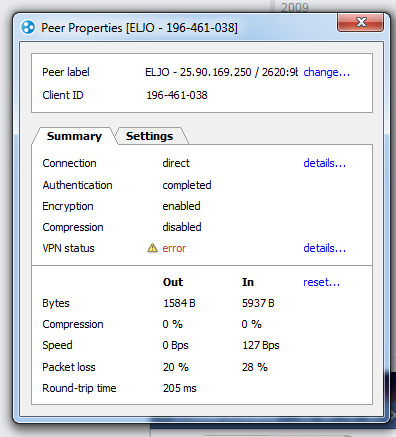 2009
Peer Properties [ELJO - 196-461-038]
Peer label ELJO - 25.90.169.250 / 2620:9b change...
Client ID 196-461-038
Summary Settings
Connection direct details...
Authentication completed
Encryption enabled
Compression disabled
VPN status error details...
Out In reset...
Bytes 1584 B 5937 B
Compression 0 % 0 %
Speed 0 Bps 127 Bps
Packet loss 20 % 28 %
Round-trip time 205 ms